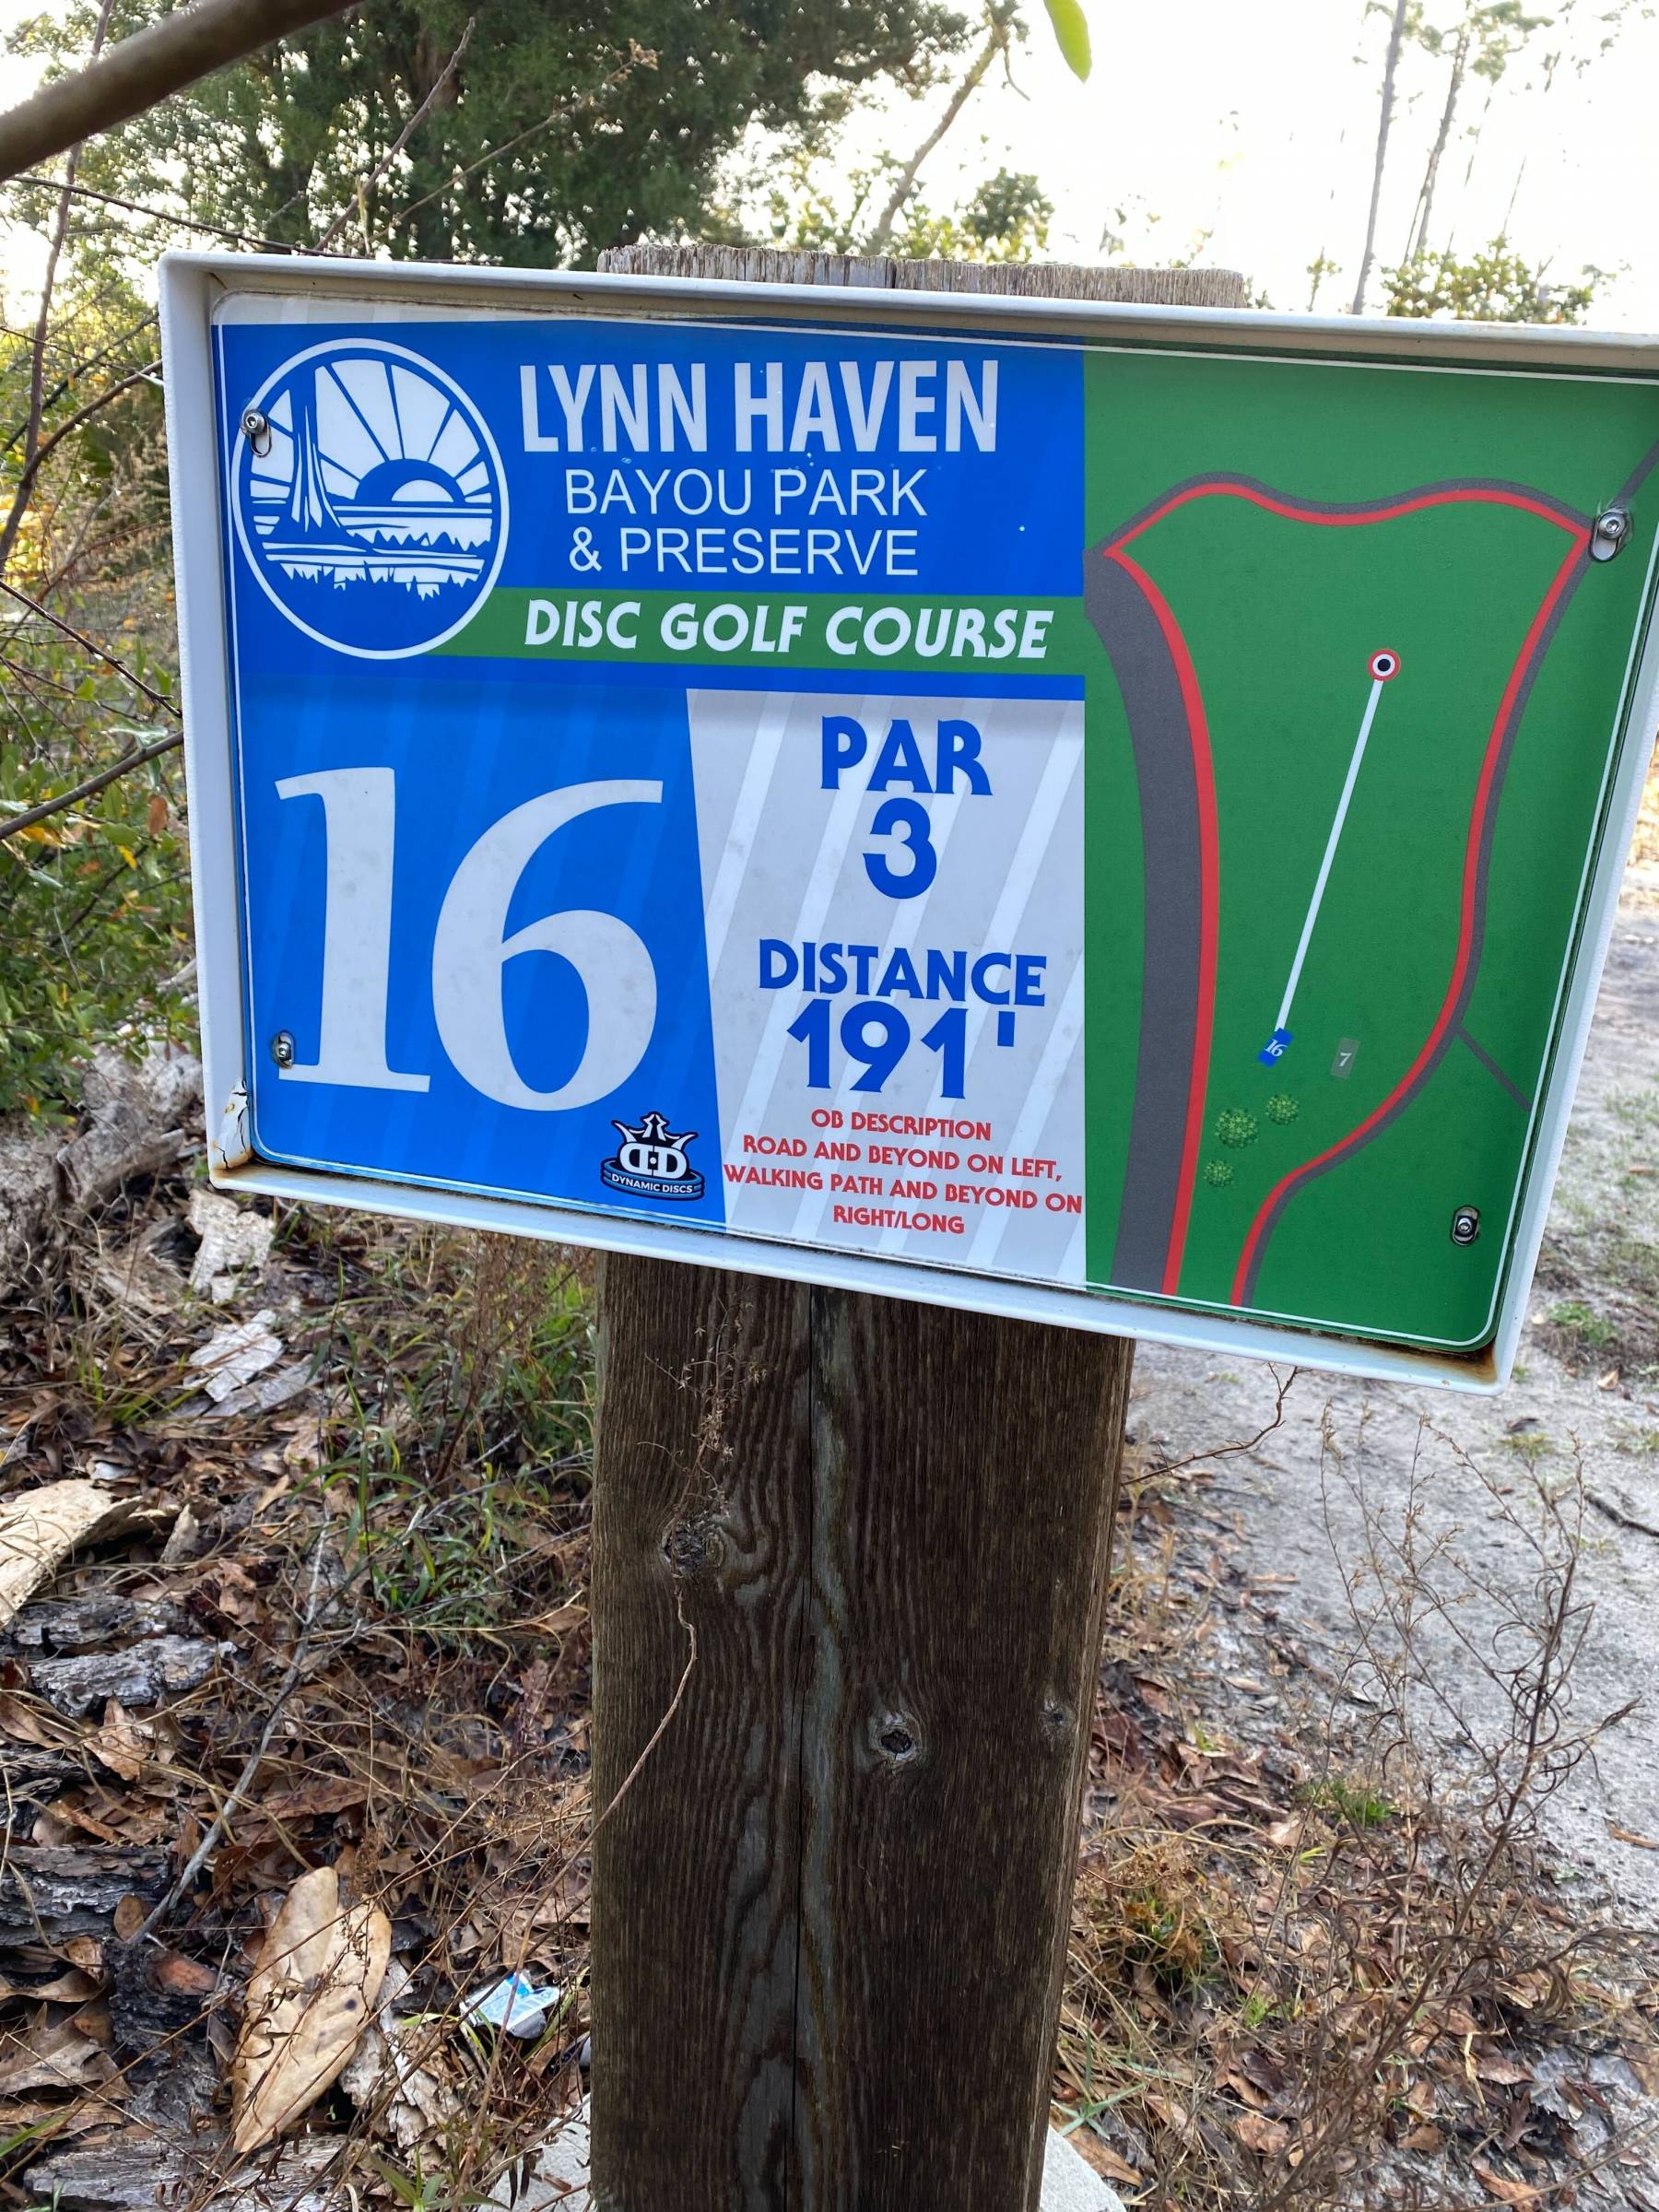 LYNN HAVEN
BAYOU PARK
& PRESERVE
DISC GOLF COURSE
16
PAR
3
DISTANCE
191'
OB DESCRIPTION
ROAD AND BEYOND ON LEFT,
WALKING PATH AND BEYOND ON
RIGHT/LONG
DD
DYNAMIC DISCS
16
7